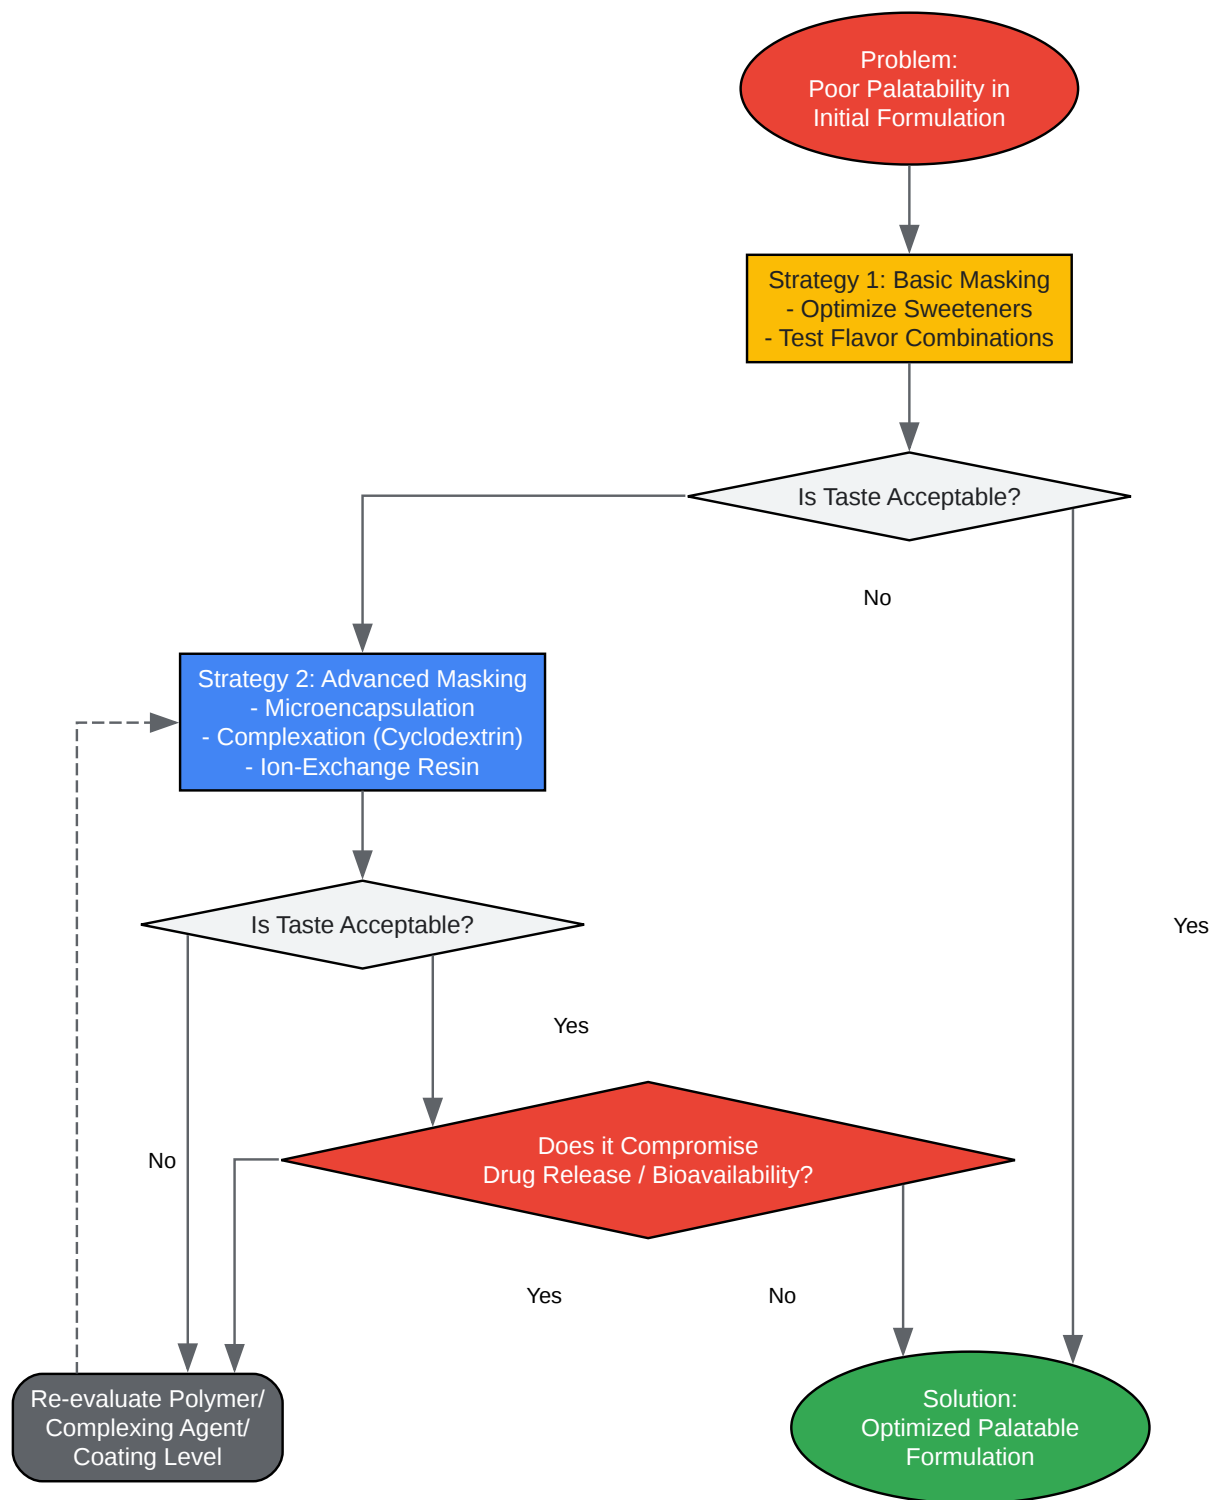 Problem:
Poor Palatability in
Initial Formulation
Strategy 1: Basic Masking
- Optimize Sweeteners
- Test Flavor Combinations
Is Taste Acceptable?
No
Strategy 2: Advanced Masking
- Microencapsulation
- Complexation (Cyclodextrin)
- Ion-Exchange Resin
Is Taste Acceptable?
Yes
Yes
Does it Compromise
Drug Release / Bioavailability?
No
Yes
No
Re-evaluate Polymer/
Complexing Agent/
Coating Level
Solution:
Optimized Palatable
Formulation